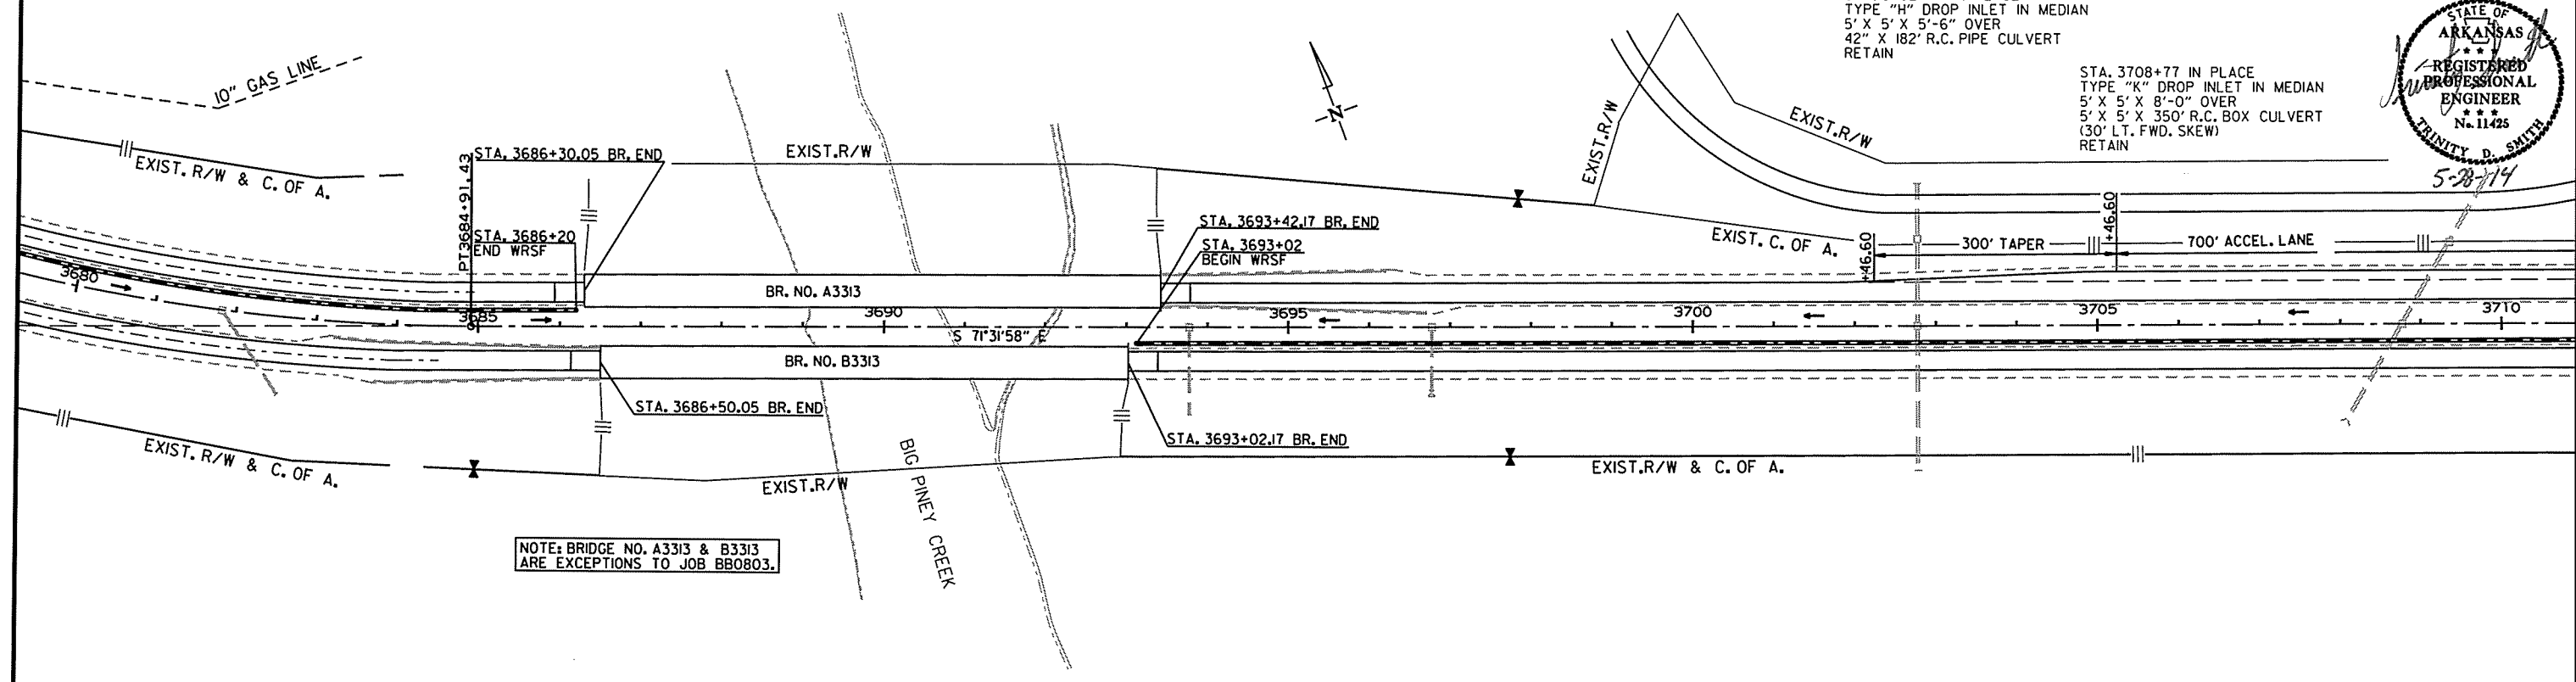 TYPE "H" DROP INLET IN MEDIAN
5' X 5' X 5'-6" OVER
42" X 182' R.C. PIPE CULVERT
RETAIN
STATE OF
ARKANSAS
REGISTERED
PROFESSIONAL
ENGINEER
No. 11425
TRINITY D. SMITH
5-28-14
STA. 3708+77 IN PLACE
TYPE "K" DROP INLET IN MEDIAN
5' X 5' X 8'-0" OVER
5' X 5' X 350' R.C. BOX CULVERT
(30' LT. FWD. SKEW)
RETAIN
10" GAS LINE
EXIST. R/W & C. OF A.
PT3684+91.43
STA. 3686+30.05 BR. END
EXIST. R/W
N
EXIST. R/W
EXIST. R/W
STA. 3686+20
END WRSF
STA. 3693+42.17 BR. END
STA. 3693+02
BEGIN WRSF
EXIST. C. OF A.
+46.60
300' TAPER
+46.60
700' ACCEL. LANE
BR. NO. A3313
3680
3685
3690
3695
3700
3705
3710
S 71°31'58" E
BR. NO. B3313
STA. 3686+50.05 BR. END
STA. 3693+02.17 BR. END
EXIST. R/W & C. OF A.
EXIST. R/W
EXIST. R/W & C. OF A.
BIG PINEY CREEK
NOTE: BRIDGE NO. A3313 & B3313
ARE EXCEPTIONS TO JOB BB0803.